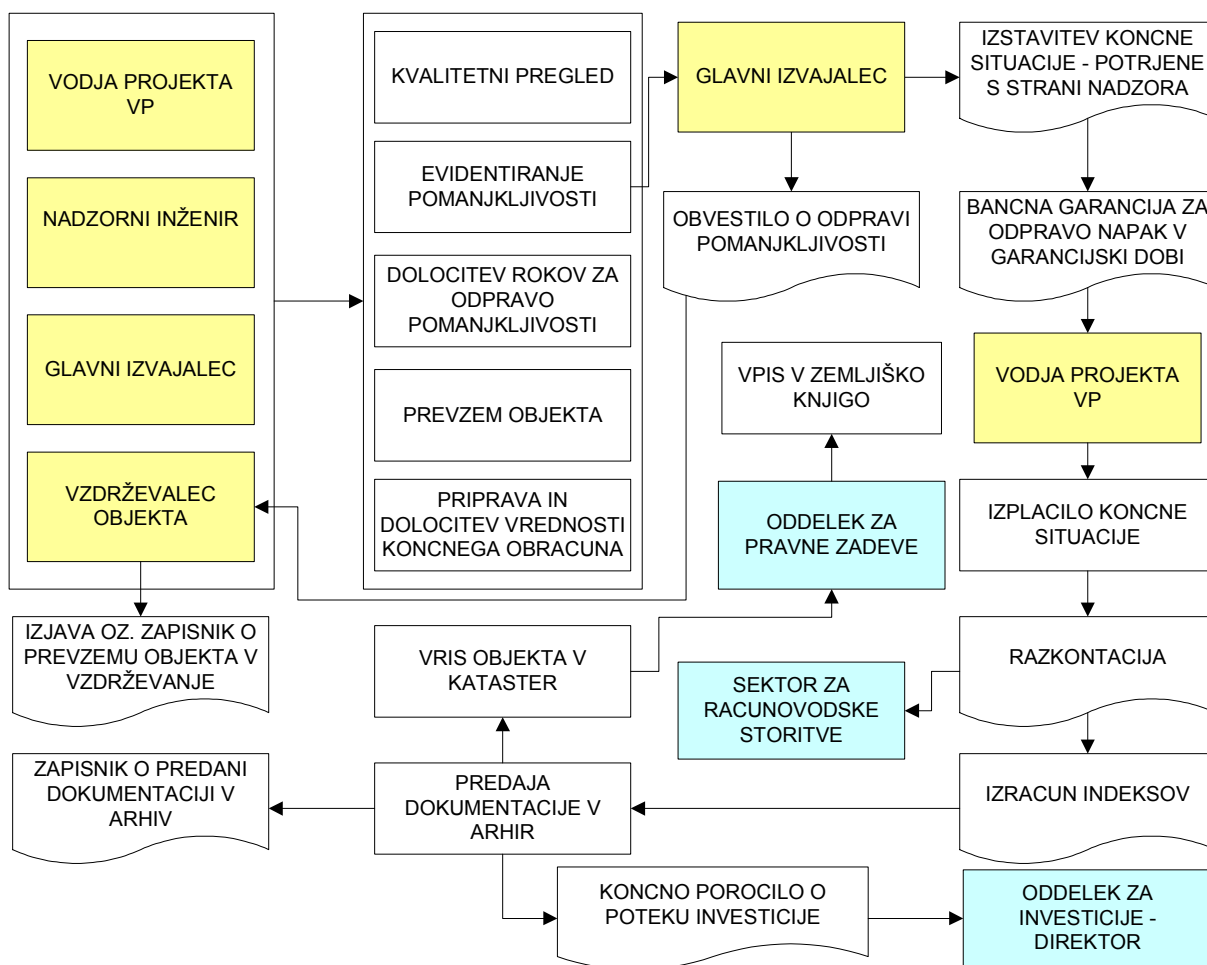 VODJA PROJEKTA
VP
NADZORNI INŽENIR
GLAVNI IZVAJALEC
VZDRŽEVALEC
OBJEKTA
IZJAVA OZ. ZAPISNIK O
PREVZEMU OBJEKTA V
VZDRŽEVANJE
ZAPISNIK O PREDANI
DOKUMENTACIJI V
ARHIV
KVALITETNI PREGLED
EVIDENTIRANJE
POMANJKLJIVOSTI
DOLOCITEV ROKOV ZA
ODPRAVO
POMANJKLJIVOSTI
PREVZEM OBJEKTA
PRIPRAVA IN
DOLOCITEV VREDNOSTI
KONCNEGA OBRACUNA
VRIS OBJEKTA V
KATASTER
PREDAJA
DOKUMENTACIJE V
ARHIR
KONCNO POROCILO O
POTEKU INVESTICIJE
GLAVNI IZVAJALEC
OBVESTILO O ODPRAVI
POMANJKLJIVOSTI
VPIS V ZEMLJIŠKO
KNJIGO
ODDELEK ZA
PRAVNE ZADEVE
SEKTOR ZA
RACUNOVODSKE
STORITVE
IZSTAVITEV KONCNE
SITUACIJE - POTRJENE
S STRANI NADZORA
BANCNA GARANCIJA ZA
ODPRAVO NAPAK V
GARANCIJSKI DOBI
VODJA PROJEKTA
VP
IZPLACILO KONCNE
SITUACIJE
RAZKONTACIJA
IZRACUN INDEKSOV
ODDELEK ZA
INVESTICIJE -
DIREKTOR